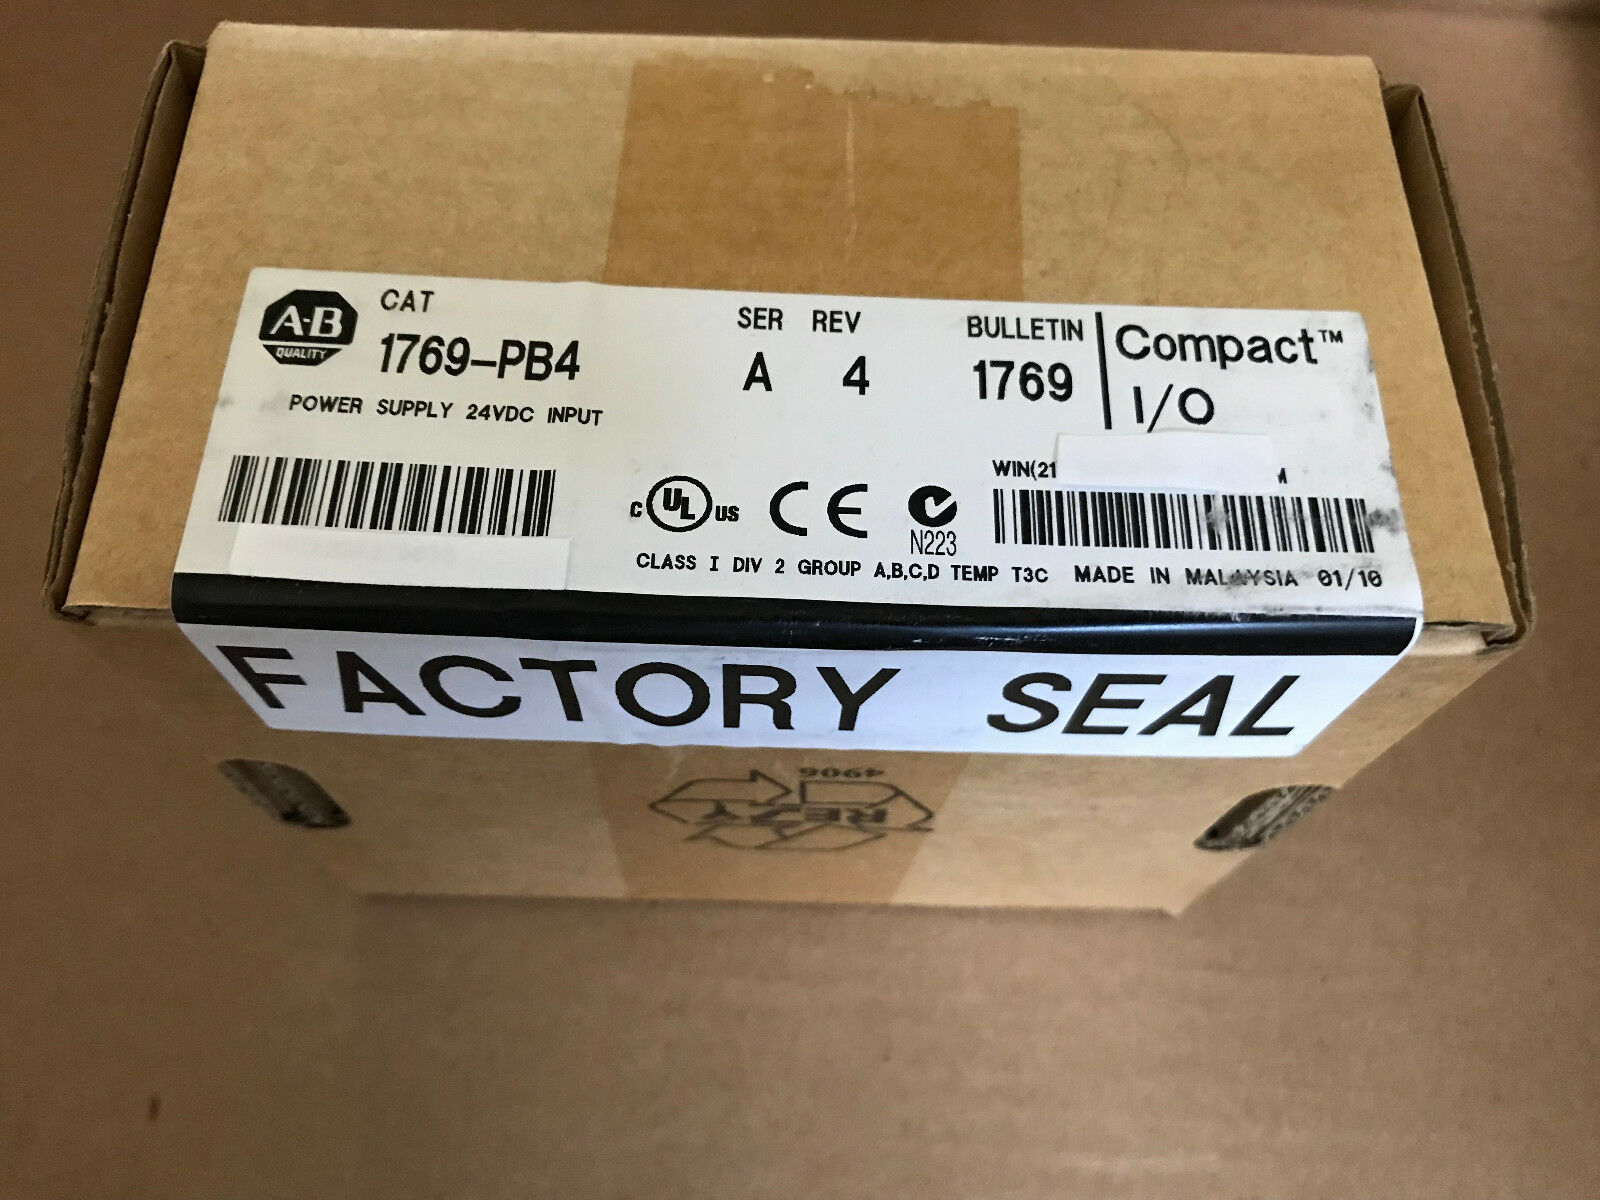 A-B
QUALITY
CAT
1769-PB4
POWER SUPPLY 24VDC INPUT
SER REV
A 4
BULLETIN
1769
Compact™
I/O
WIN(21
C UL US
CE
N223
CLASS I DIV 2 GROUP A,B,C,D TEMP T3C MADE IN MALAYSIA 01/10
FACTORY SEAL
4906
RESY